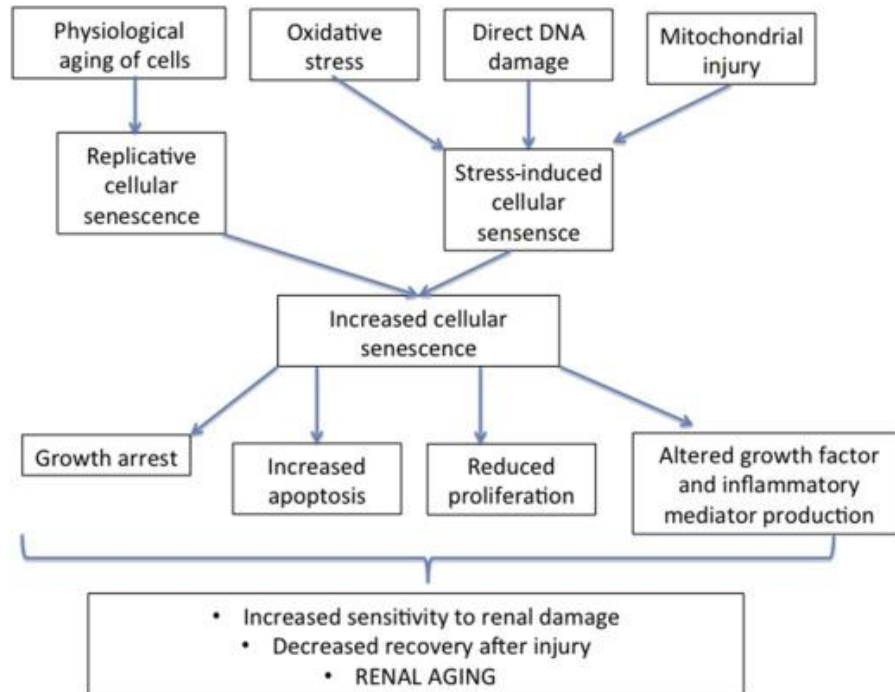 Physiological
aging of cells
Oxidative
stress
Direct DNA
damage
Mitochondrial
injury
Replicative
cellular
senescence
Stress-induced
cellular
sensensce
Increased cellular
senescence
Growth arrest
Increased
apoptosis
Reduced
proliferation
Altered growth factor
and inflammatory
mediator production
• Increased sensitivity to renal damage
• Decreased recovery after injury
• RENAL AGING